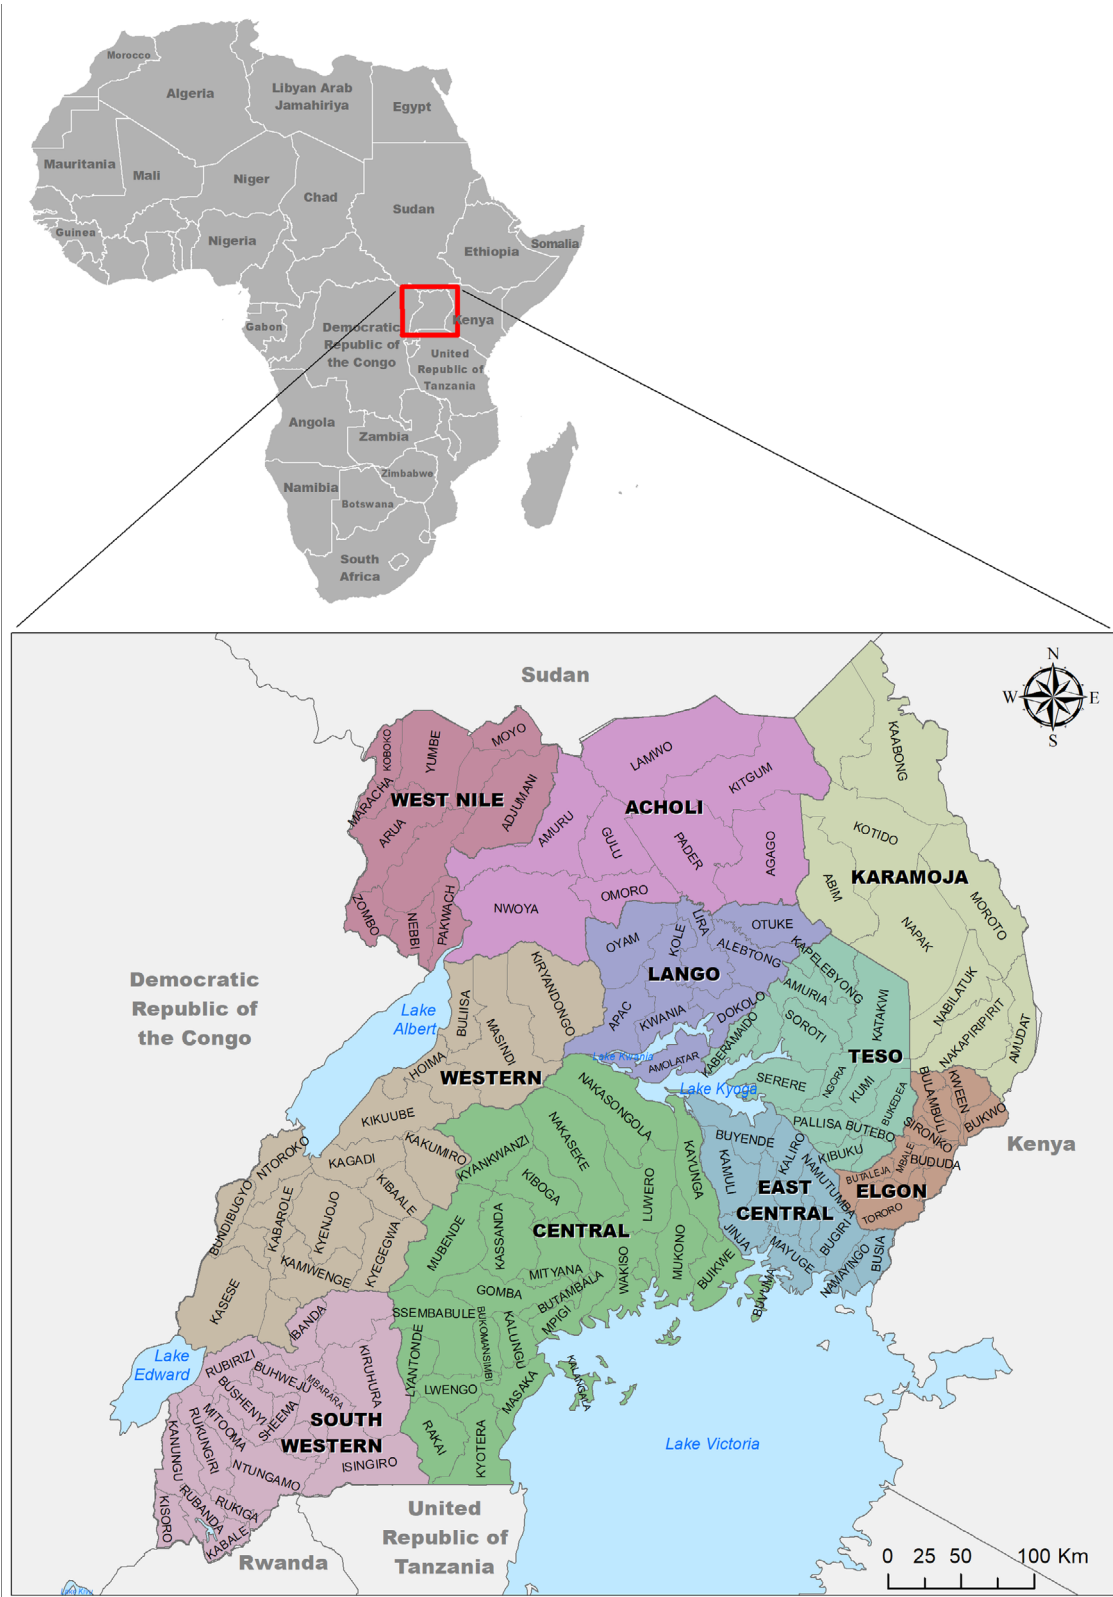 Morocco
Algeria
Libyan Arab
Jamahiriya
Egypt
Mauritania
Mali
Niger
Chad
Sudan
Guinea
Nigeria
Ethiopia
Somalia
Gabon
Democratic
Republic of
the Congo
Kenya
United
Republic of
Tanzania
Angola
Zambia
Zimbabwe
Namibia
Botswana
South
Africa
Sudan
N
W
E
S
KOBOKO
YUMBE
MOYO
MARACHA
WEST NILE
ADJUMANI
ARUA
ZOMBO
NEBBI
PAKWACH
LAMWO
KITGUM
ACHOLI
AMURU
GULU
PADER
AGAGO
NWOYA
OMORO
KAABONG
KOTIDO
KARAMOJA
ABIM
MOROTO
NAPAK
NABILATUK
NAKAPIRIPIRIT
AMUDAT
OYAM
KOLE
LIRA
OTUKE
ALEBTONG
LANGO
APAC
KWANIA
DOKOLO
Lake Kwania
AMOLATAR
KAPELEBYONG
AMURIA
KATAKWI
SOROTI
KABERAMAIDO
TESO
Lake Kyoga
SERERE
NGORA
KUMI
BUKEDEA
PALLISA
BUTEBO
KIBUKU
Democratic
Republic of
the Congo
Lake
Albert
BULIISA
KIRYANDONGO
MASINDI
HOIMA
WESTERN
KIKUUBE
KAKUMIRO
KAGADI
NTOROKO
KIBAALE
BUNDIBUGYO
KABAROLE
KYENJOJO
KYEGEGWA
KAMWENGE
KASESE
NAKASONGOLA
NAKASEKE
KYANKWANZI
KIBOGA
LUWERO
KAYUNGA
MUBENDE
KASSANDA
CENTRAL
MITYANA
WAKISO
MUKONO
BUIKWE
GOMBA
BUTAMBALA
MPIGI
SSEMBABULE
BUKOMANSIMBI
KALUNGU
LYANTONDE
LWENGO
MASAKA
KALANGALA
RAKAI
KYOTERA
BUVUMA
BUYENDE
KALIRO
KAMULI
NAMUTUMBA
EAST
CENTRAL
JINJA
MAYUGE
BUGIRI
NAMAYINGO
BUSIA
BULAMBULI
KWEEN
BUKWO
SIRONKO
MBALE
BUDUDA
BUTALEJA
ELGON
TORORO
Kenya
Lake
Edward
IBANDA
RUBIRIZI
BUHWEJU
KIRUHURA
MBARARA
BUSHENYI
SHEEMA
MITOOMA
SOUTH
WESTERN
RUKUNGIRI
KANUNGU
ISINGIRO
NTUNGAMO
RUKIGA
RUBANDA
KISORO
KABALE
Lake Victoria
United
Republic of
Tanzania
Rwanda
0 25 50 100 Km